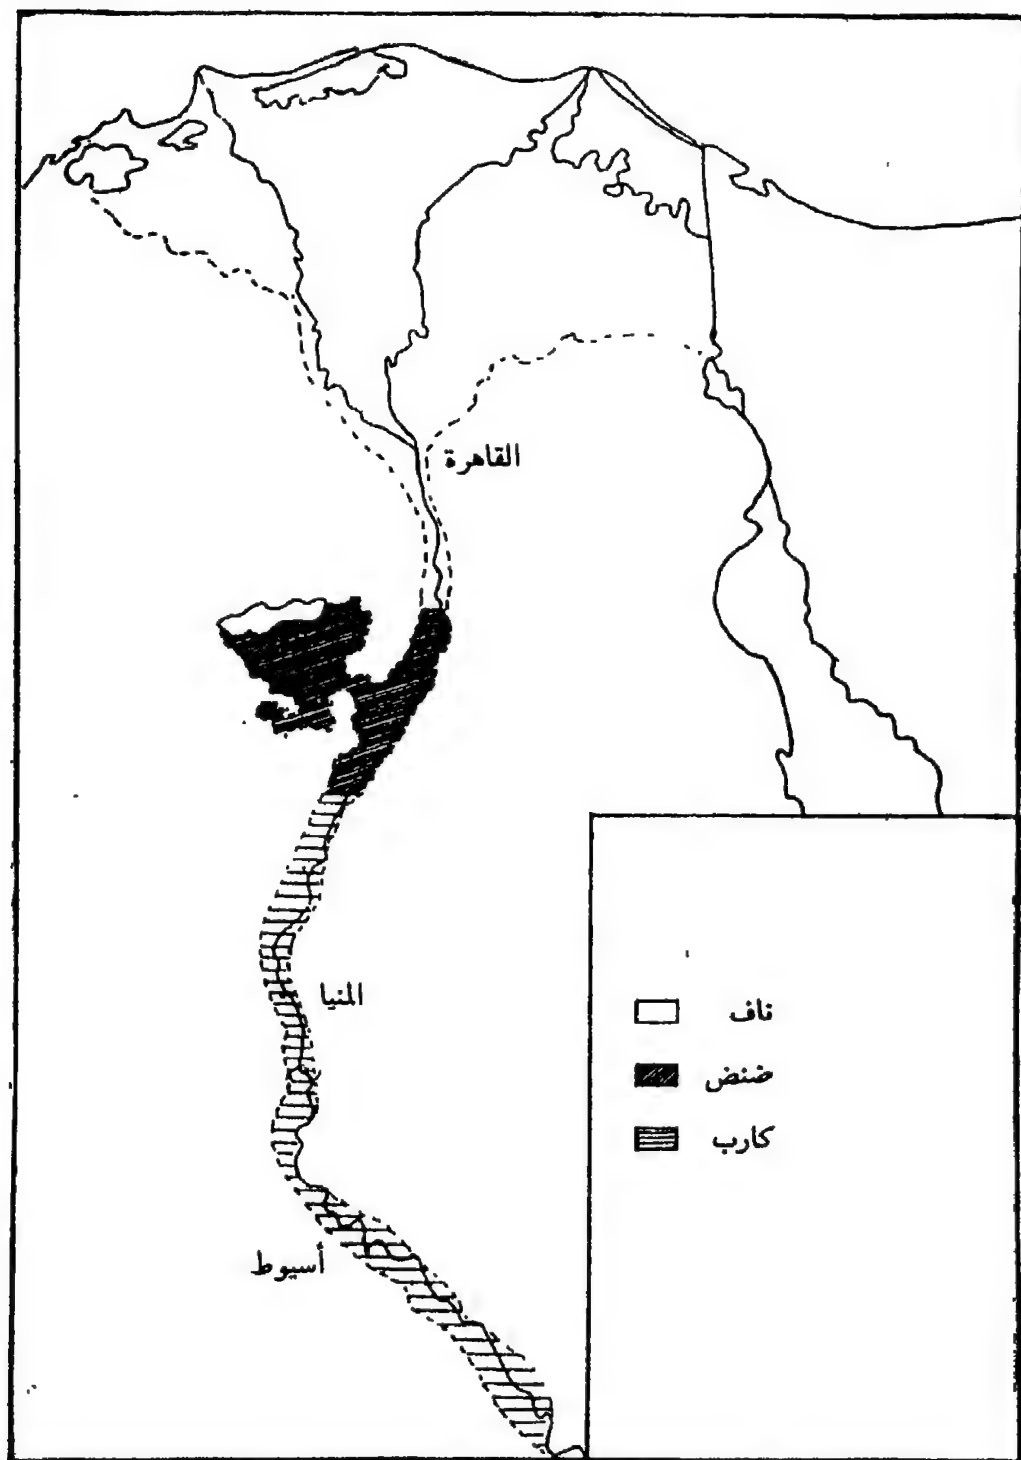 القاهرة
المنيا
ناف
ضنض
كارب
أسيوط